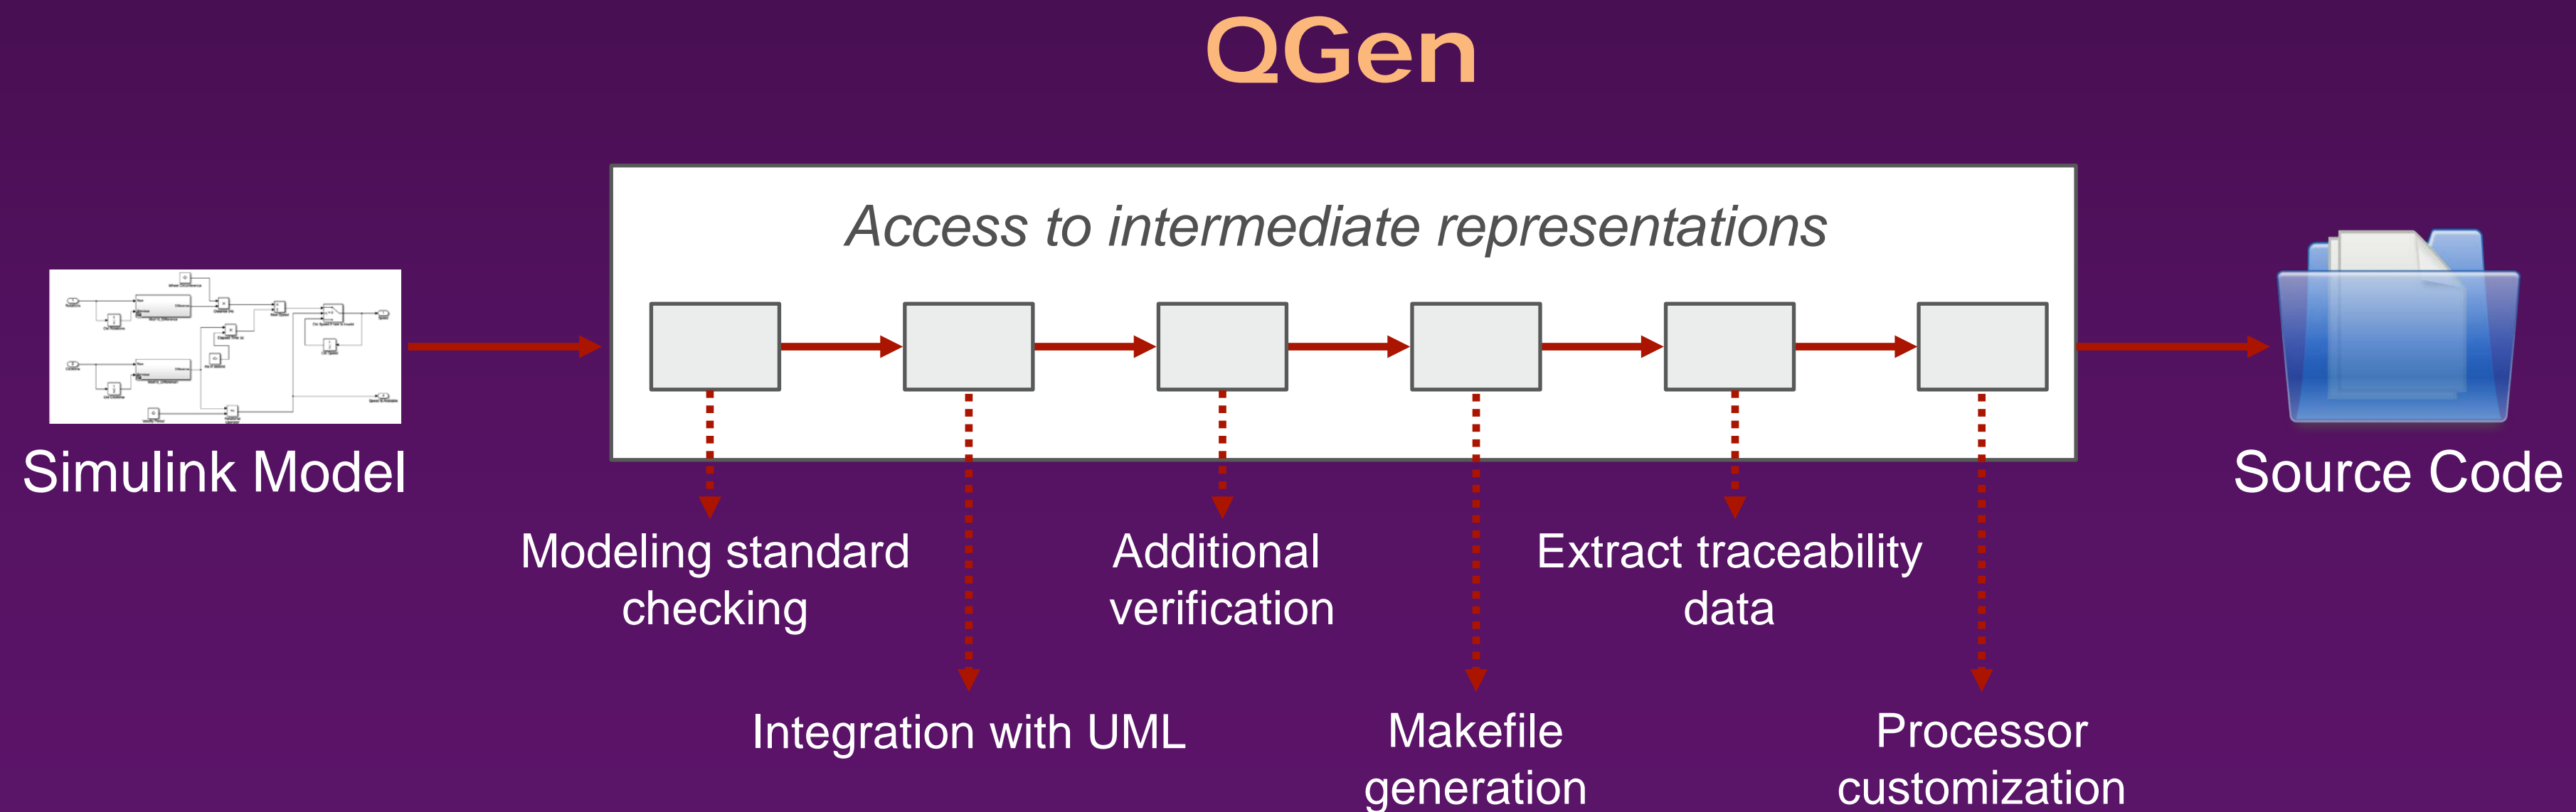 QGen
Access to intermediate representations
Simulink Model
Source Code
Modeling standard
checking
Additional
verification
Extract traceability
data
Integration with UML
Makefile
generation
Processor
customization